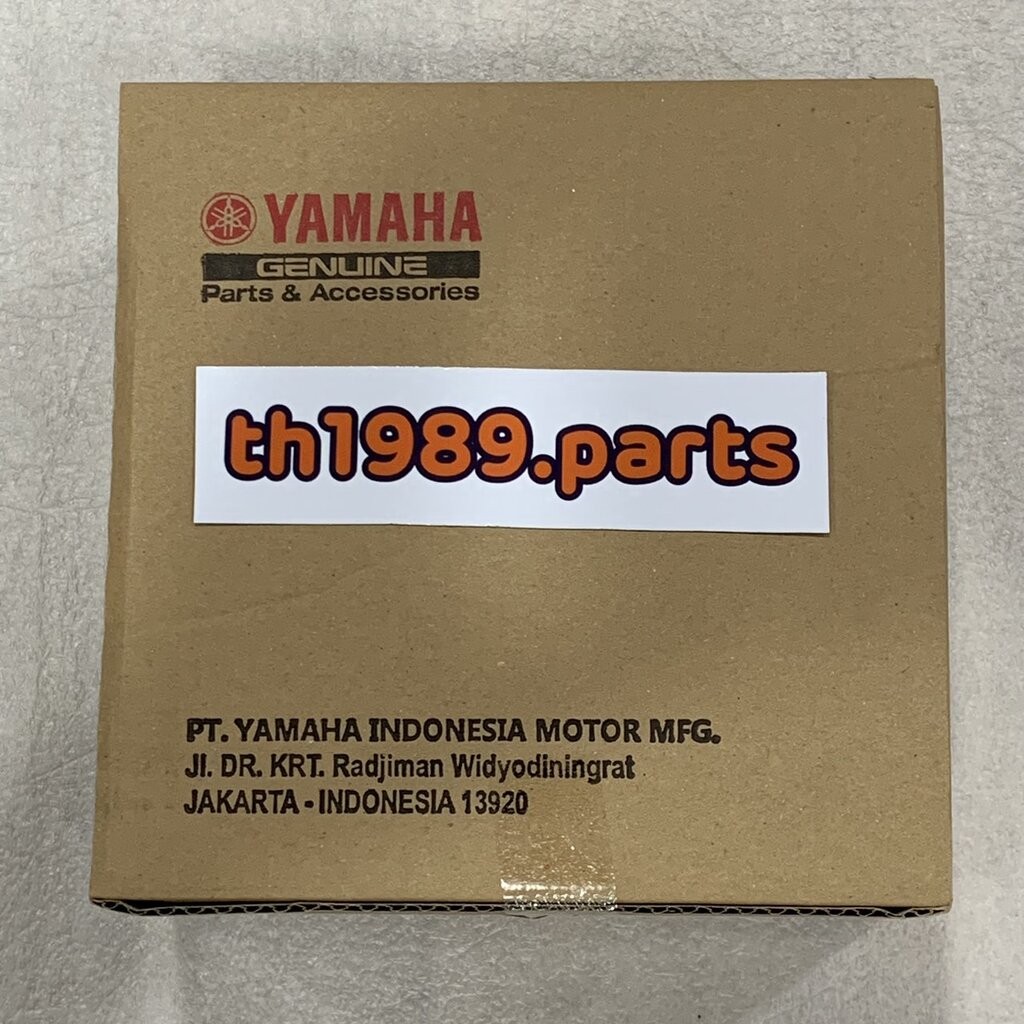 YAMAHA
GENUINE
Parts & Accessories
th1989.parts
PT. YAMAHA INDONESIA MOTOR MFG.
Jl. DR. KRT. Radjiman Widyodiningrat
JAKARTA - INDONESIA 13920